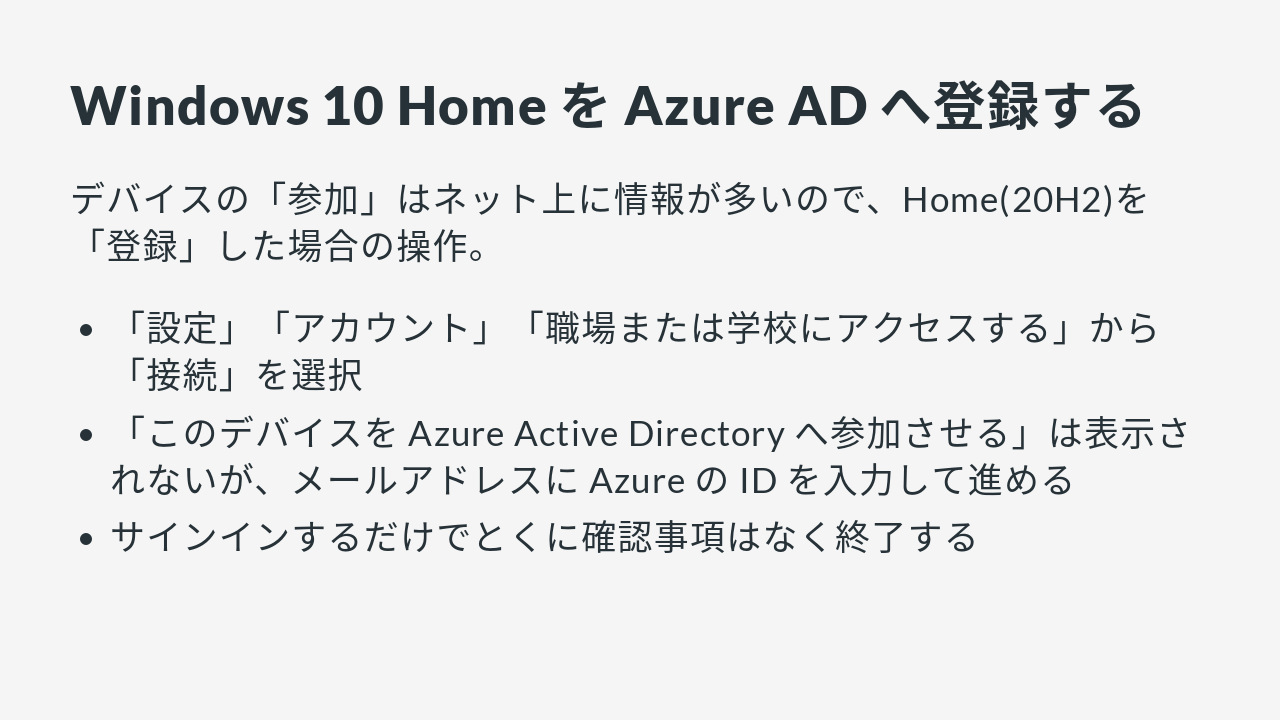 Windows 10 Home を Azure AD へ登録する
デバイスの「参加」はネット上に情報が多いので、Home(20H2)を
「登録」した場合の操作。
• 「設定」「アカウント」「職場または学校にアクセスする」から
「接続」を選択
• 「このデバイスを Azure Active Directory へ参加させる」は表示さ
れないが、メールアドレスに Azure の ID を入力して進める
• サインインするだけでとくに確認事項はなく終了する